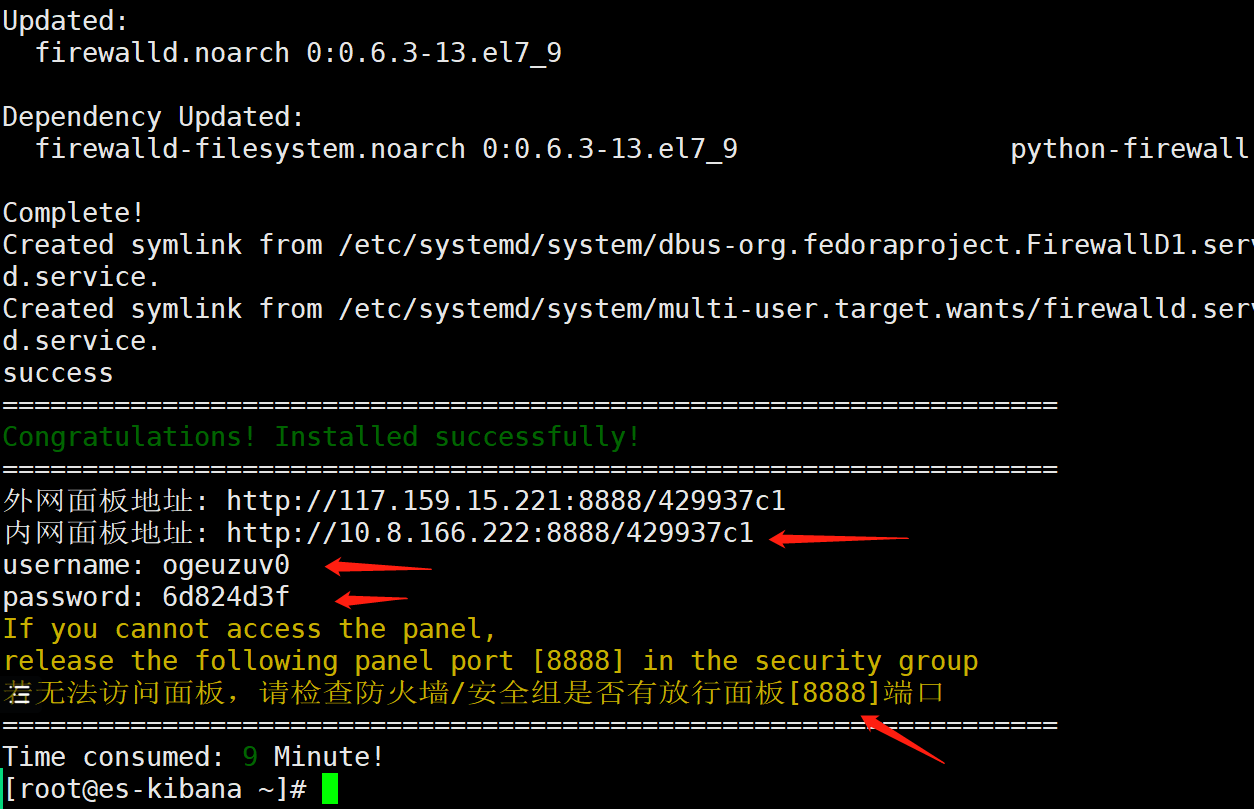 Updated:
firewalld.noarch 0:0.6.3-13.el7_9
Dependency Updated:
firewalld-filesystem.noarch 0:0.6.3-13.el7_9 python-firewall
Complete!
Created symlink from /etc/systemd/system/dbus-org.fedoraproject.FirewallD1.serv
d.service.
Created symlink from /etc/systemd/system/multi-user.target.wants/firewalld.serv
d.service.
success
==================================================================
Congratulations! Installed successfully!
==================================================================
外网面板地址: http://117.159.15.221:8888/429937c1
内网面板地址: http://10.8.166.222:8888/429937c1
username: ogeuzuv0
password: 6d824d3f
If you cannot access the panel,
release the following panel port [8888] in the security group
若无法访问面板，请检查防火墙/安全组是否有放行面板[8888]端口
==================================================================
Time consumed: 9 Minute!
[root@es-kibana ~]#